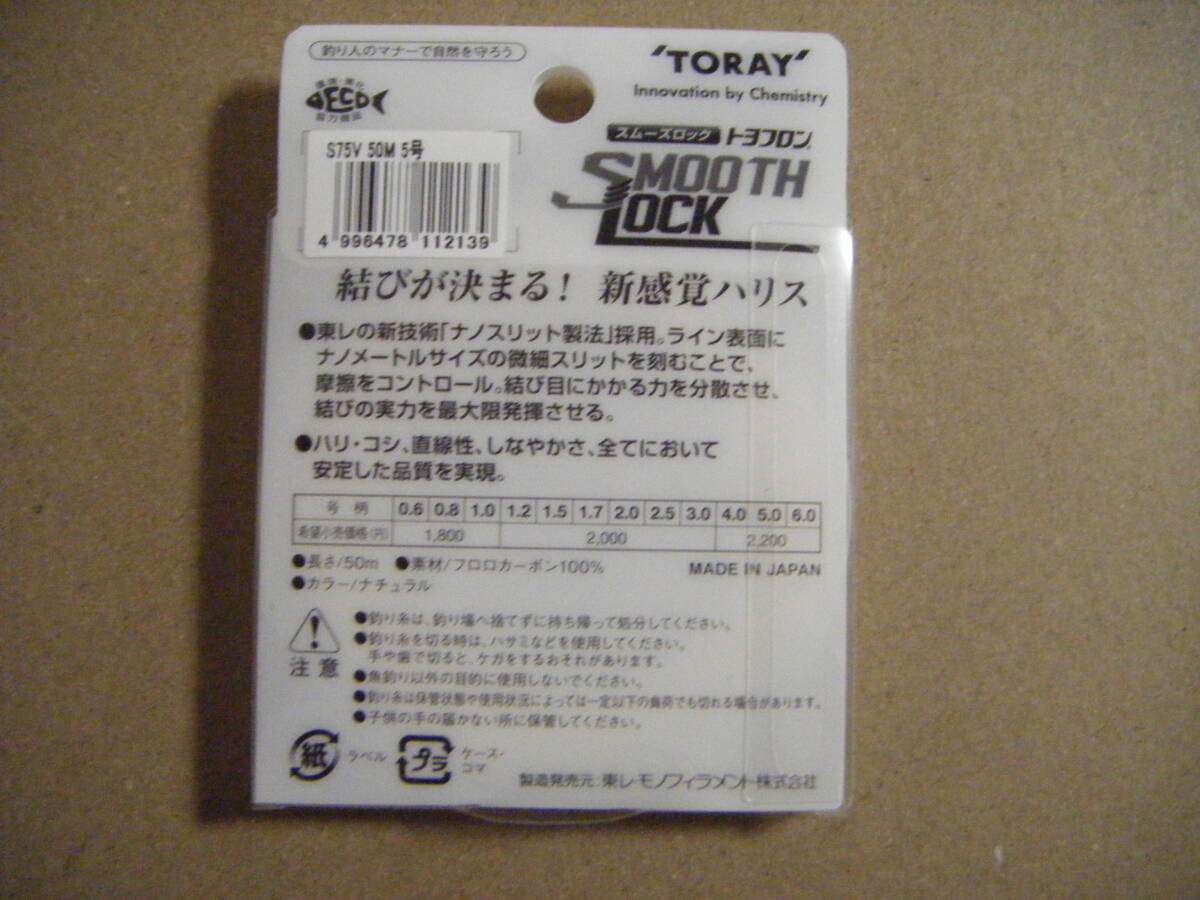 釣り人のマナーで自然を守ろう
"TORAY"
Innovation by Chemistry
ECO
S75V 50M 5号
4 996478 112139
スムーズロック トヨフロン
SMOOTH
LOCK
結びが決まる! 新感覚ハリス
●東レの新技術「ナノスリット製法」採用。ライン表面に
ナノメートルサイズの微細スリットを刻むことで、
摩擦をコントロール。結び目にかかる力を分散させ、
結びの実力を最大限発揮させる。
●ハリ・コシ、直線性、しなやかさ、全てにおいて
安定した品質を実現。
号柄 0.6 0.8 1.0 1.2 1.5 1.7 2.0 2.5 3.0 4.0 5.0 6.0
希望小売価格(円) 1,800 2,000 2,200
●長さ/50m ●素材/フロロカーボン100% MADE IN JAPAN
●カラー/ナチュラル
注意
●釣り糸は、釣り場へ捨てずに持ち帰って処分してください。
●釣り糸を切る時は、ハサミなどを使用してください。
手や歯で切ると、ケガをするおそれがあります。
●魚釣り以外の目的に使用しないでください。
●釣り糸は保管状態や使用状況によっては一定以下の負荷でも切れる場合があります。
●子供の手の届かない所に保管してください。
紙 ラベル プラ ケース・
コマ
製造発売元:東レ・モノフィラメント株式会社